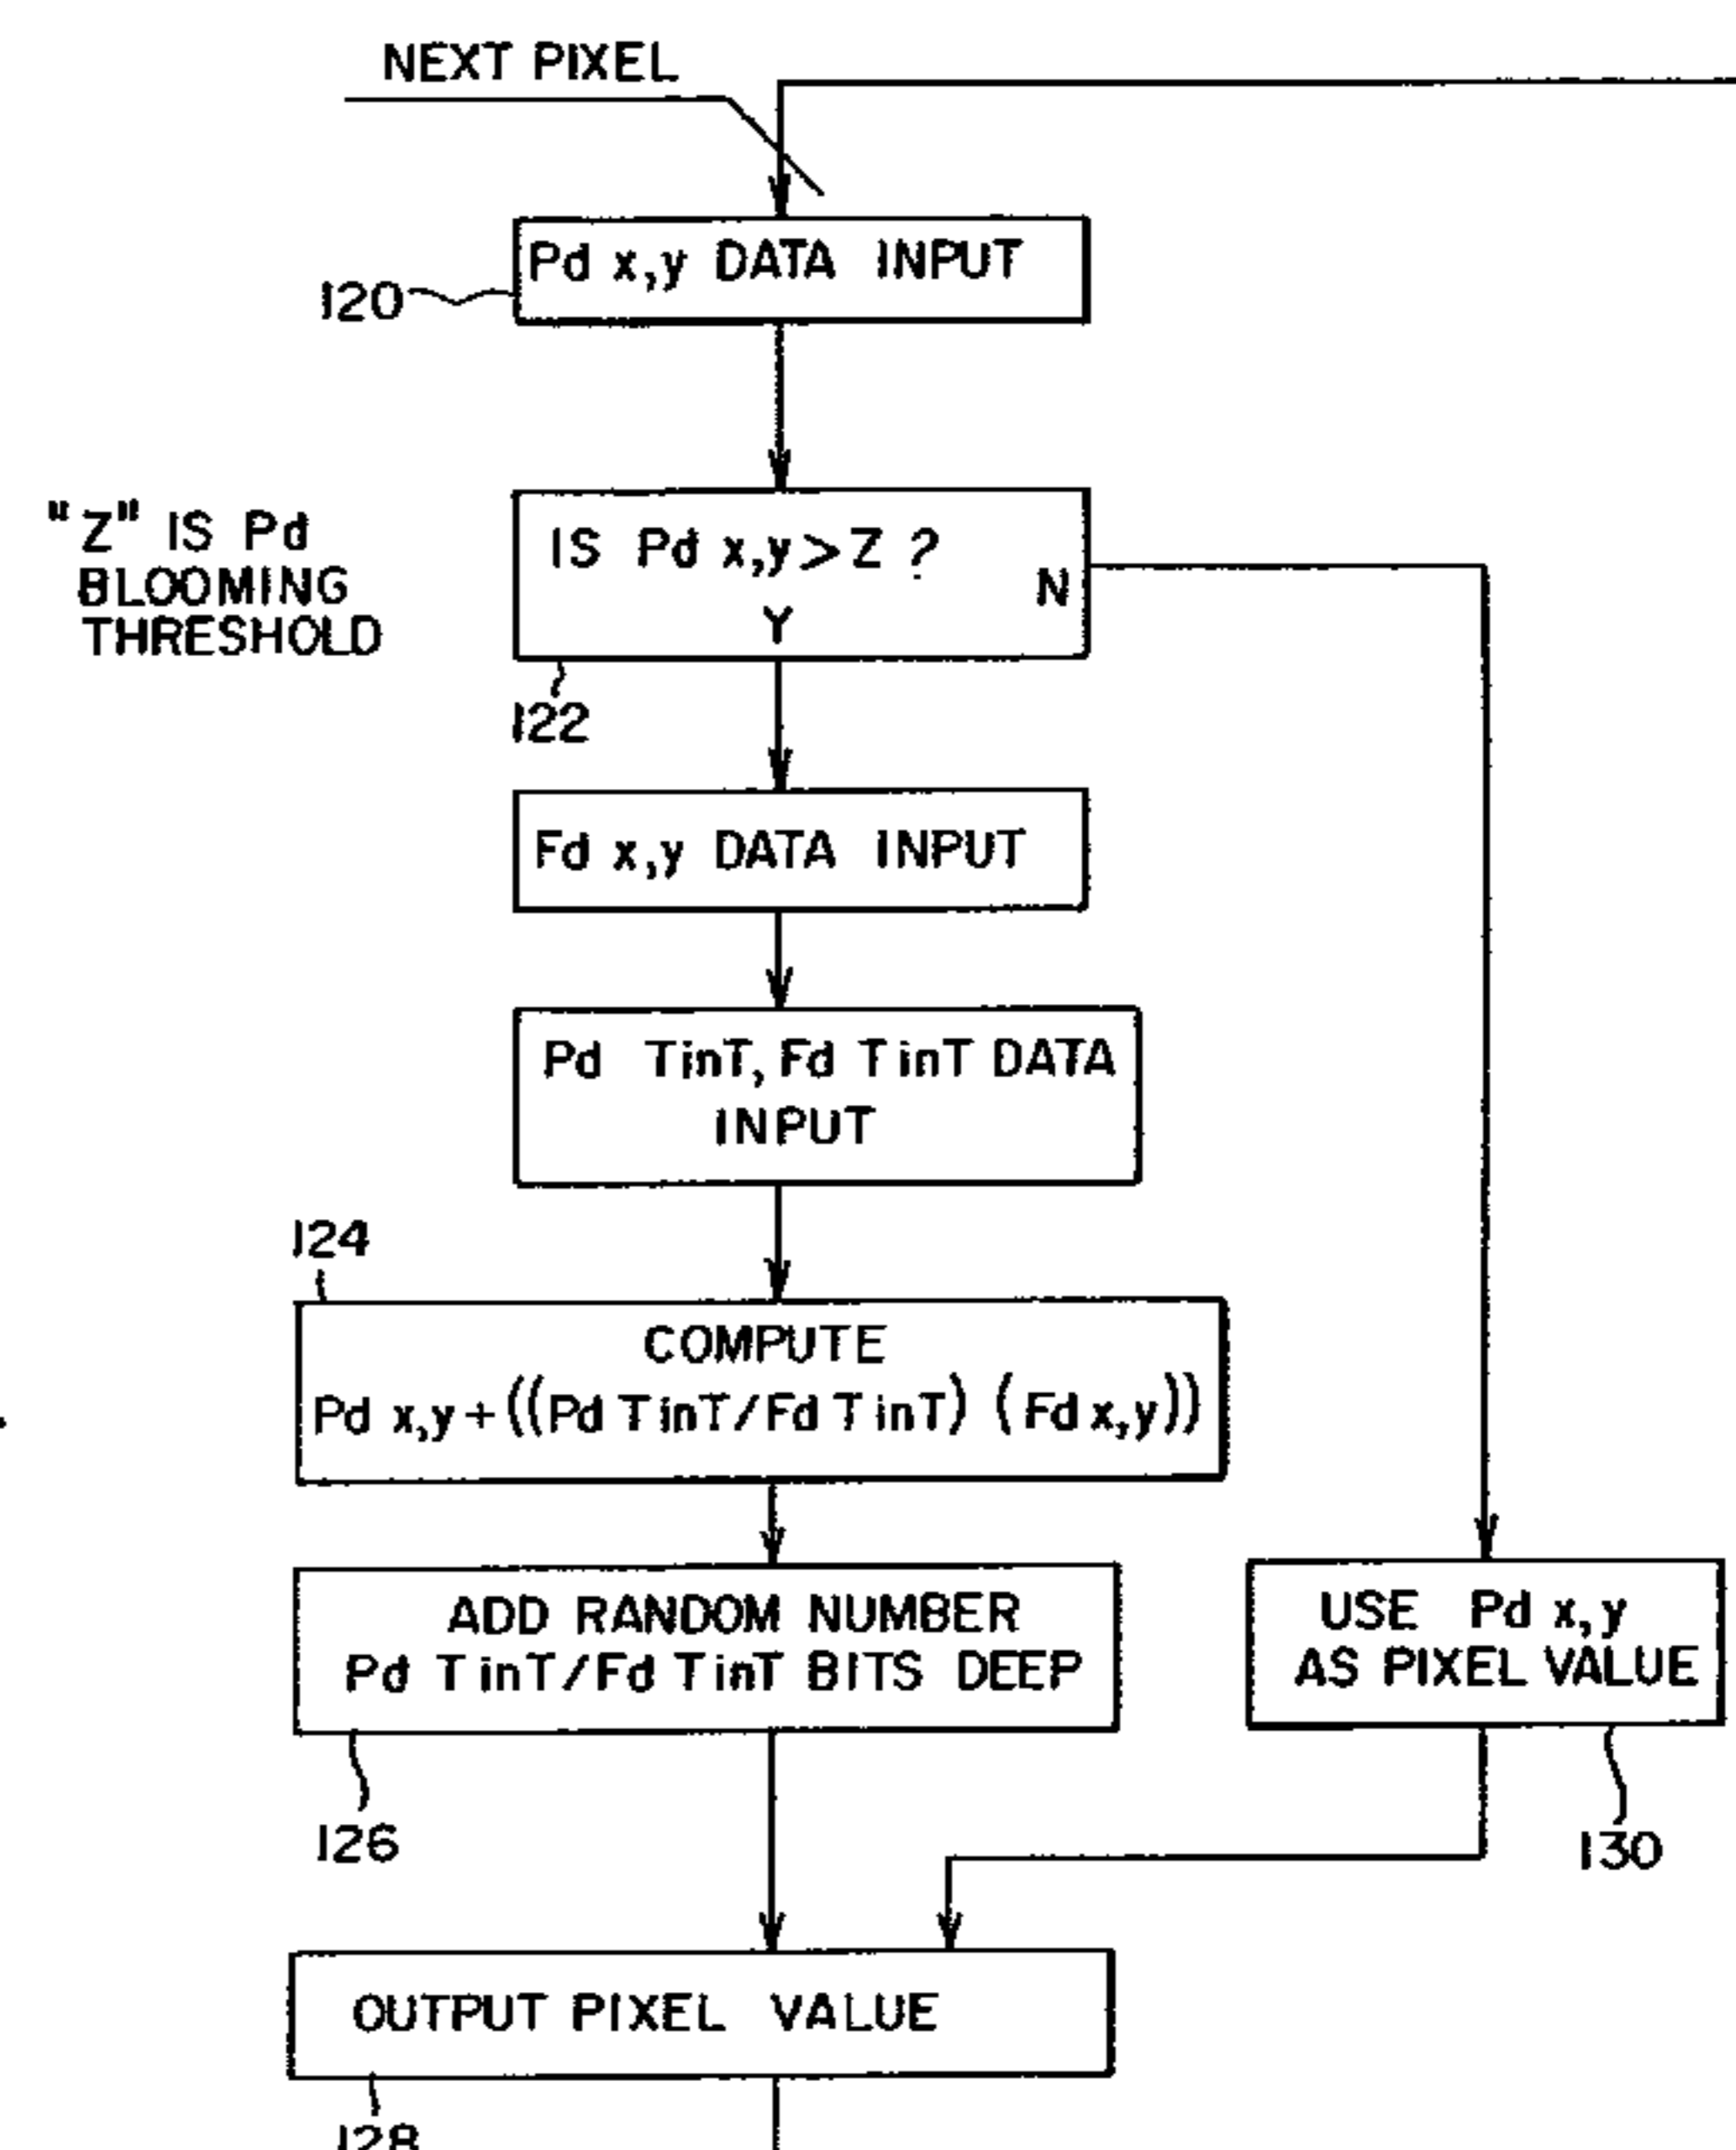 NEXT PIXEL
Pd x,y DATA INPUT
120
"Z" IS Pd
BLOOMING
THRESHOLD
IS Pd x,y>Z ?
Y
N
122
Fd x,y DATA INPUT
Pd TinT, Fd TinT DATA
INPUT
124
COMPUTE
Pd x,y+((Pd TinT/Fd TinT) (Fd x,y))
ADD RANDOM NUMBER
Pd TinT/Fd TinT BITS DEEP
126
USE Pd x,y
AS PIXEL VALUE
130
OUTPUT PIXEL VALUE
128